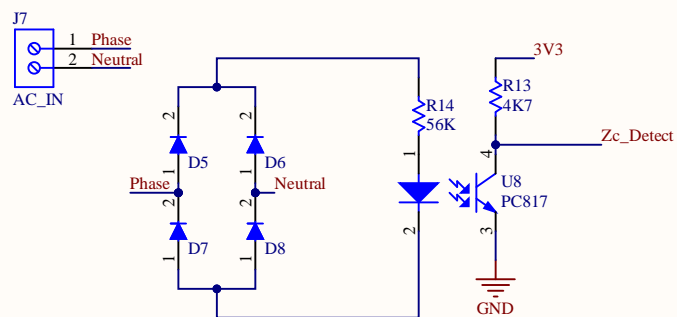 J7
1 Phase
2 Neutral
AC_IN
3V3
R13
4K7
R14
56K
Zc_Detect
2
2
D5
D6
1
1
1
4
U8
PC817
Phase
Neutral
2
2
D7
D8
1
1
2
3
GND